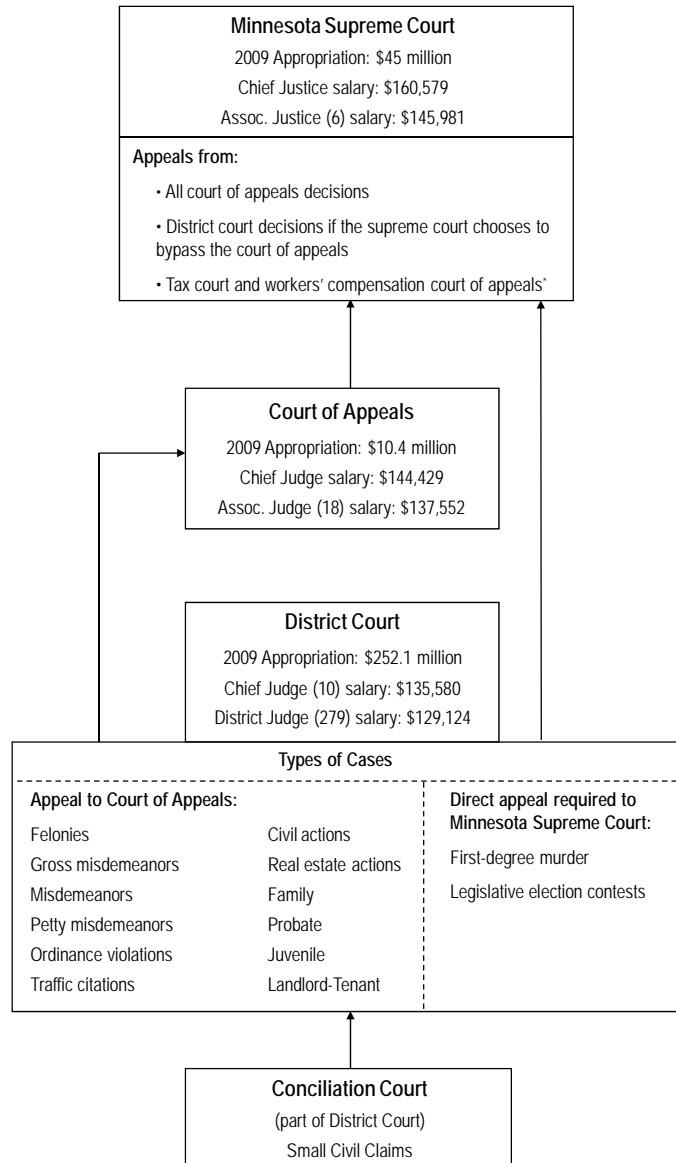 Minnesota Supreme Court
2009 Appropriation: $45 million
Chief Justice salary: $160,579
Assoc. Justice (6) salary: $145,981
Appeals from:
• All court of appeals decisions
• District court decisions if the supreme court chooses to
bypass the court of appeals
• Tax court and workers' compensation court of appeals*
Court of Appeals
2009 Appropriation: $10.4 million
Chief Judge salary: $144,429
Assoc. Judge (18) salary: $137,552
District Court
2009 Appropriation: $252.1 million
Chief Judge (10) salary: $135,580
District Judge (279) salary: $129,124
Types of Cases
Appeal to Court of Appeals:
Felonies
Gross misdemeanors
Misdemeanors
Petty misdemeanors
Ordinance violations
Traffic citations
Civil actions
Real estate actions
Family
Probate
Juvenile
Landlord-Tenant
Direct appeal required to
Minnesota Supreme Court:
First-degree murder
Legislative election contests
Conciliation Court
(part of District Court)
Small Civil Claims